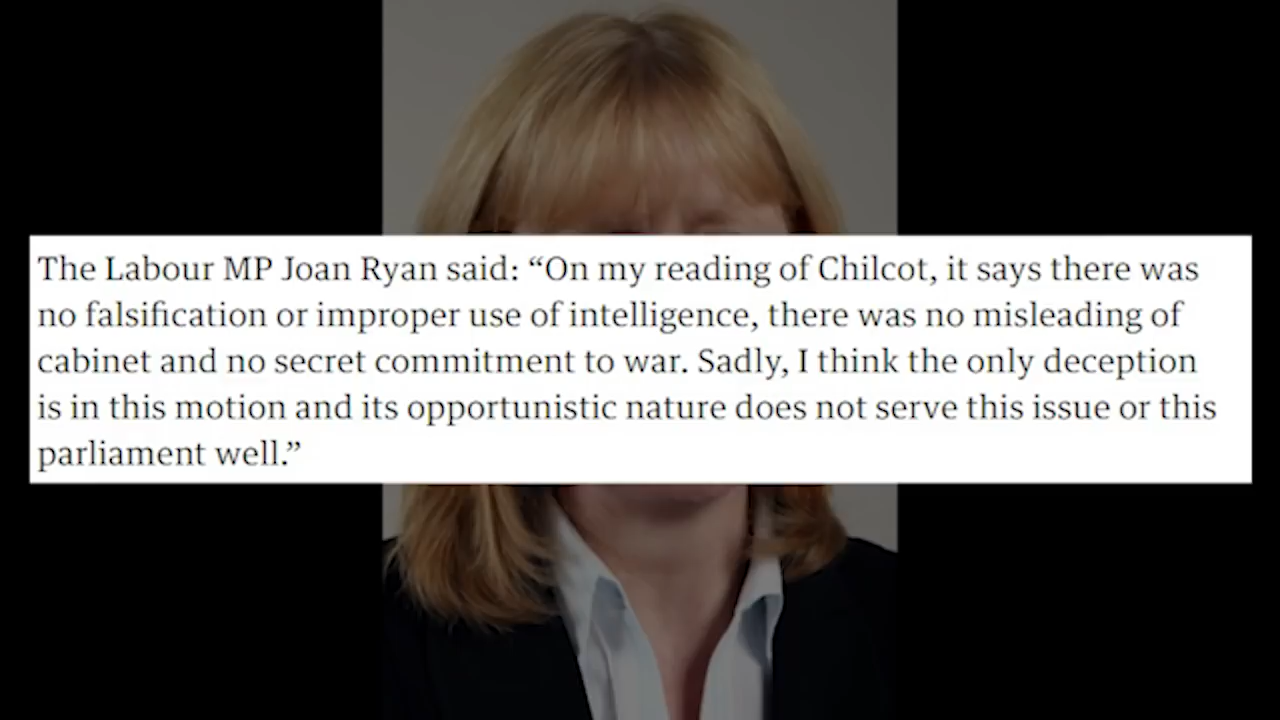 The Labour MP Joan Ryan said: “On my reading of Chilcot, it says there was
no falsification or improper use of intelligence, there was no misleading of
cabinet and no secret commitment to war. Sadly, I think the only deception
is in this motion and its opportunistic nature does not serve this issue or this
parliament well.”